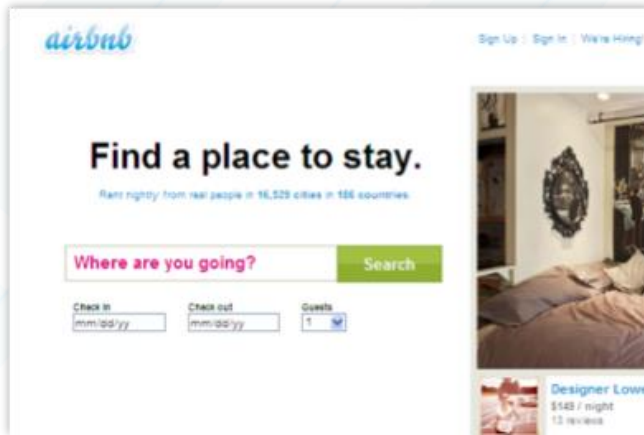 airbnb
Sign Up | Sign In | We're Hiring!
Find a place to stay.
Rent nightly from real people in 16,529 cities in 186 countries.
Where are you going?
Search
Check in
Check out
Guests
mm/dd/yy
mm/dd/yy
1
Designer Lowe
$149 / night
13 reviews